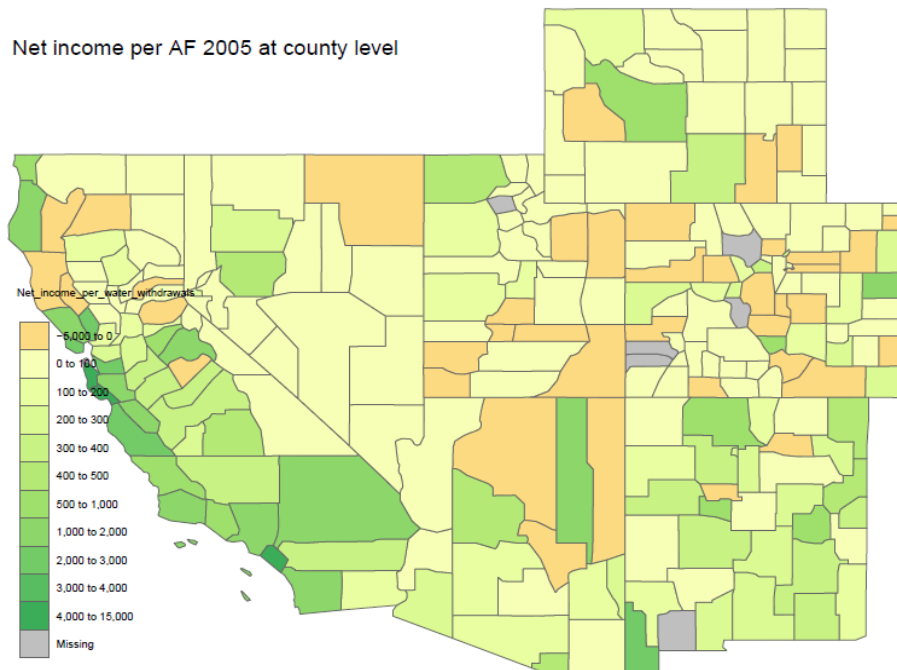 Net income per AF 2005 at county level
Net_income_per_water_withdrawals
−5,000 to 0
0 to 100
100 to 200
200 to 300
300 to 400
400 to 500
500 to 1,000
1,000 to 2,000
2,000 to 3,000
3,000 to 4,000
4,000 to 15,000
Missing